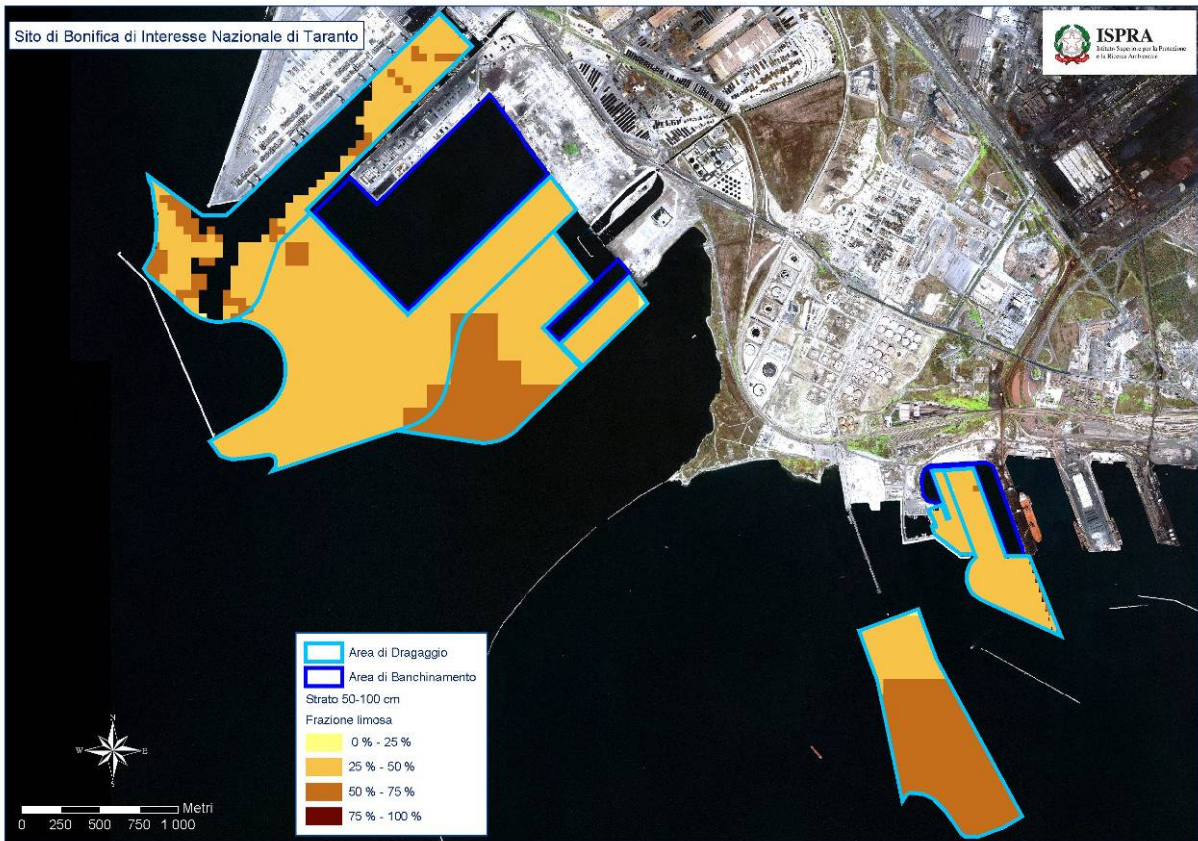 Sito di Bonifica di Interesse Nazionale di Taranto
ISPRA
Istituto Superiore per la Protezione
e la Ricerca Ambientale
Area di Dragaggio
Area di Banchinamento
Strato 50-100 cm
Frazione limosa
0 % - 25 %
25 % - 50 %
50 % - 75 %
75 % - 100 %
N
W E
S
Metri
0 250 500 750 1 000